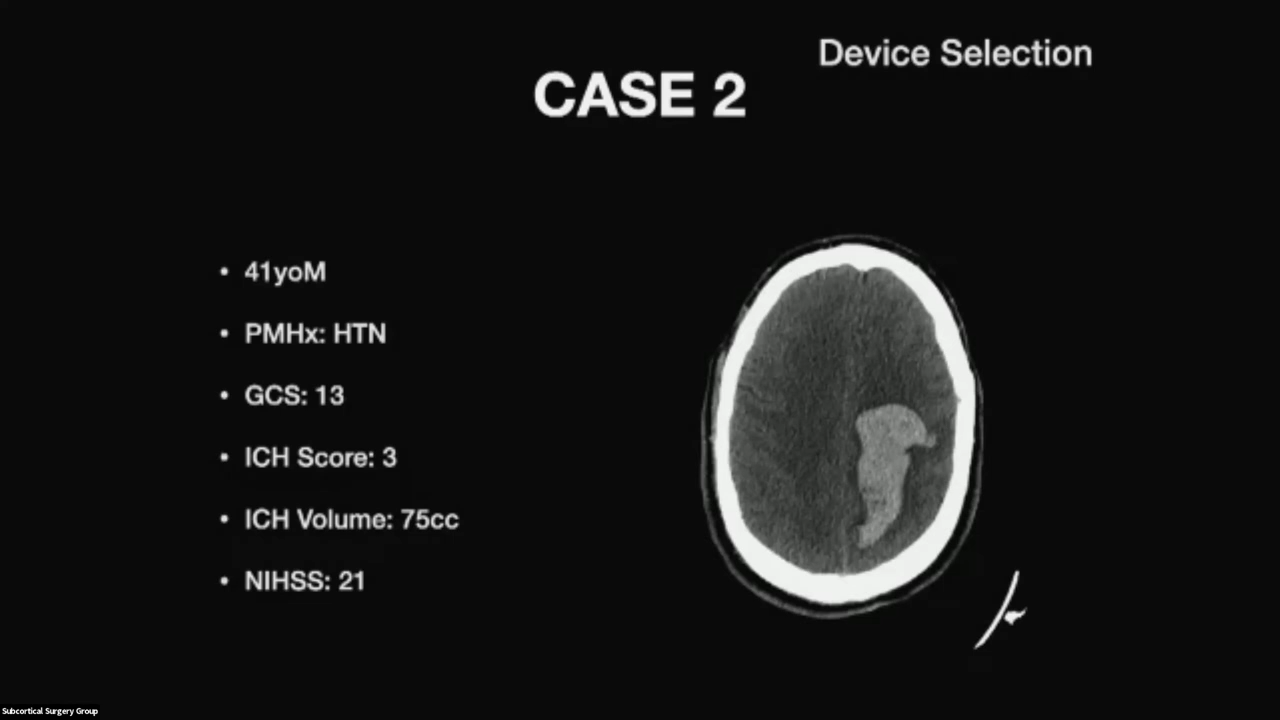 Device Selection
CASE 2
• 41yoM
• PMHx: HTN
• GCS: 13
• ICH Score: 3
• ICH Volume: 75cc
• NIHSS: 21
Subcortical Surgery Group